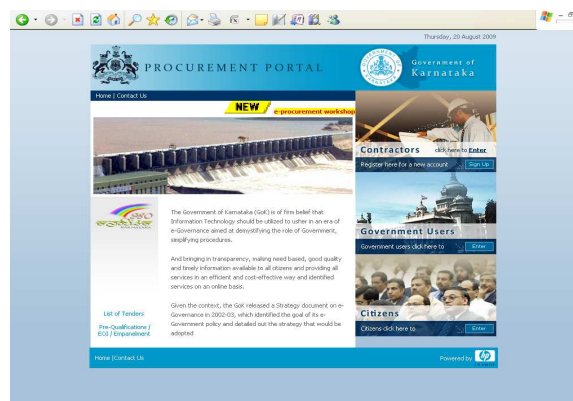 Thursday, 20 August 2009
PROCUREMENT PORTAL
Government of
Karnataka
Home | Contact Us
NEW
e-procurement workshop
Contractors click here to Enter
Register here for a new account Sign Up
The Government of Karnataka (GoK) is of firm belief that
Information Technology should be utilized to usher in an era of
e-Governance aimed at demystifying the role of Government,
simplifying procedures.
And bringing in transparency, making need based, good quality
and timely information available to all citizens and providing all
services in an efficient and cost-effective way and identified
services on an online basis.
Given the context, the GoK released a Strategy document on e-
Governance in 2002-03, which identified the goal of its e-
Government policy and detailed out the strategy that would be
adopted
Government Users
Government users click here to Enter
Citizens
Citizens click here to Enter
List of Tenders
Pre-Qualifications /
EOI / Empanelment
Home |Contact Us
Powered by hp